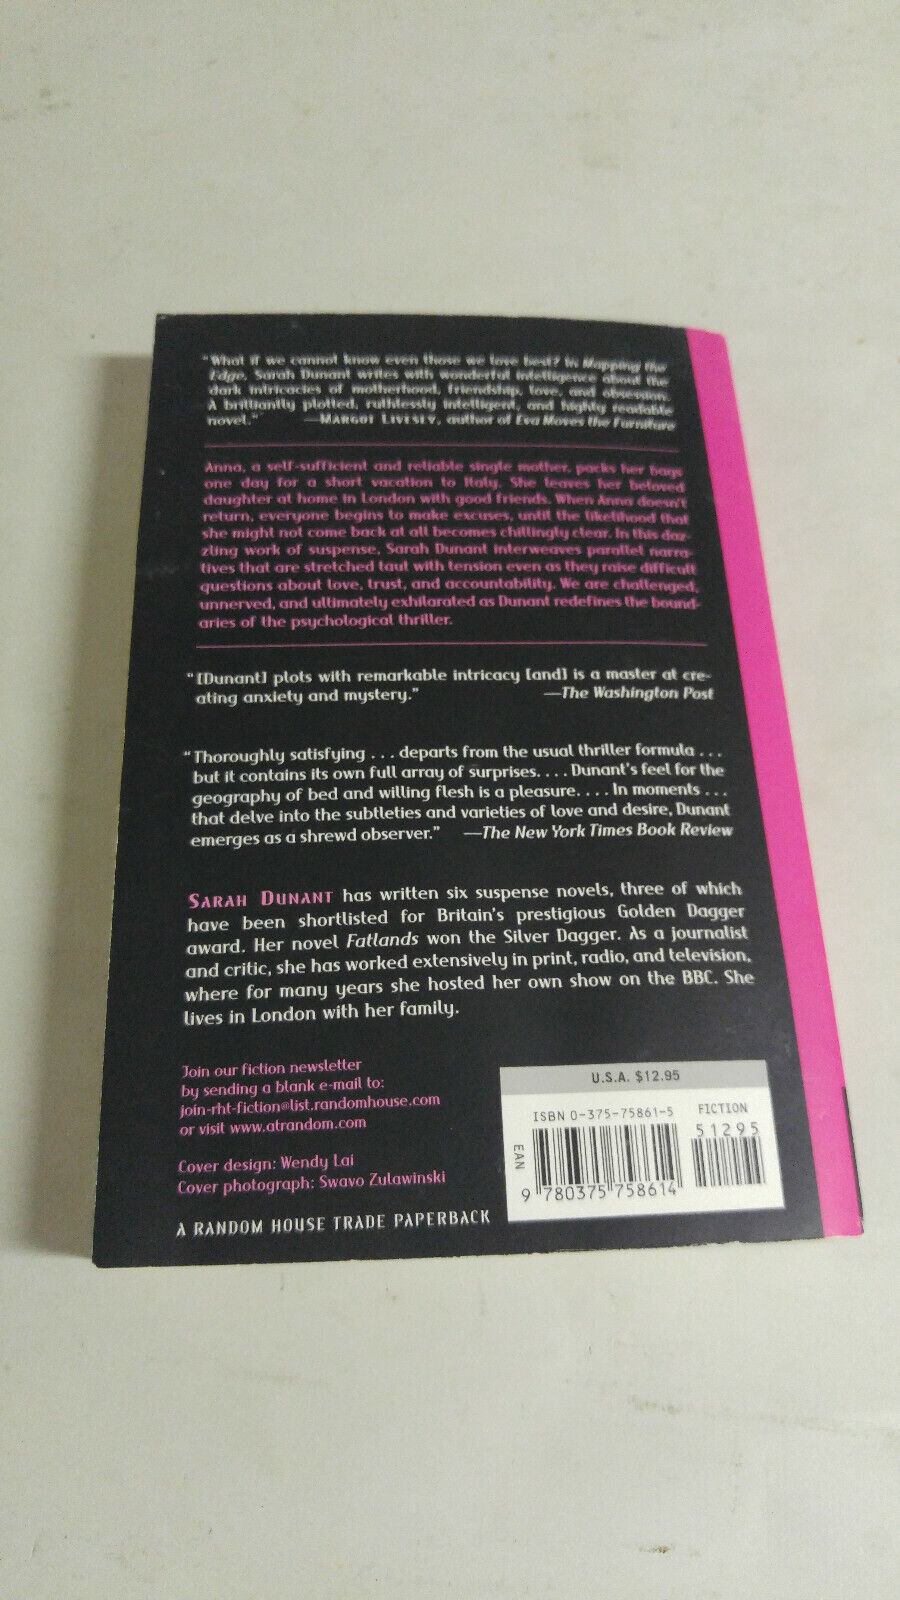 "What if we cannot know even those we love best? In Mapping the
Edge, Sarah Dunant writes with wonderful intelligence about the
dark intricacies of motherhood, friendship, love, and obsession.
A brilliantly plotted, ruthlessly intelligent, and highly readable
novel." —MARGOT LIVESEY, author of Eva Moves the Furniture
Anna, a self-sufficient and reliable single mother, packs her bags
one day for a short vacation to Italy. She leaves her beloved
daughter at home in London with good friends. When Anna doesn't
return, everyone begins to make excuses, until the likelihood that
she might not come back at all becomes chillingly clear. In this daz-
zling work of suspense, Sarah Dunant interweaves parallel narra-
tives that are stretched taut with tension even as they raise difficult
questions about love, trust, and accountability. We are challenged,
unnerved, and ultimately exhilarated as Dunant redefines the bound-
aries of the psychological thriller.
"[Dunant] plots with remarkable intricacy [and] is a master at cre-
ating anxiety and mystery." —The Washington Post
"Thoroughly satisfying . . . departs from the usual thriller formula . . .
but it contains its own full array of surprises. . . . Dunant's feel for the
geography of bed and willing flesh is a pleasure. . . . In moments . . .
that delve into the subtleties and varieties of love and desire, Dunant
emerges as a shrewd observer." —The New York Times Book Review
SARAH DUNANT has written six suspense novels, three of which
have been shortlisted for Britain's prestigious Golden Dagger
award. Her novel Fatlands won the Silver Dagger. As a journalist
and critic, she has worked extensively in print, radio, and television,
where for many years she hosted her own show on the BBC. She
lives in London with her family.
Join our fiction newsletter
by sending a blank e-mail to:
join-rht-fiction@list.randomhouse.com
or visit www.atrandom.com
Cover design: Wendy Lai
Cover photograph: Swavo Zulawinski
A RANDOM HOUSE TRADE PAPERBACK
U.S.A. $12.95
ISBN 0-375-75861-5 FICTION
51295
EAN
9 780375 758614